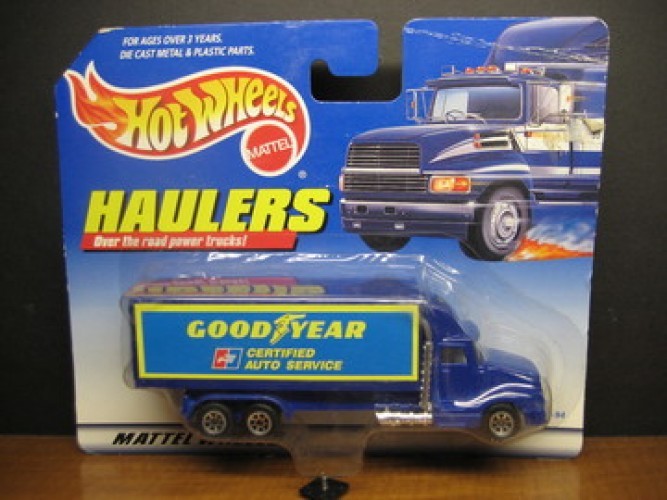 FOR AGES OVER 3 YEARS.
DIE CAST METAL & PLASTIC PARTS.
HOT WHEELS
MATTEL
®
HAULERS
Over the road power trucks!
GOODYEAR
CERTIFIED
AUTO SERVICE
MATTEL